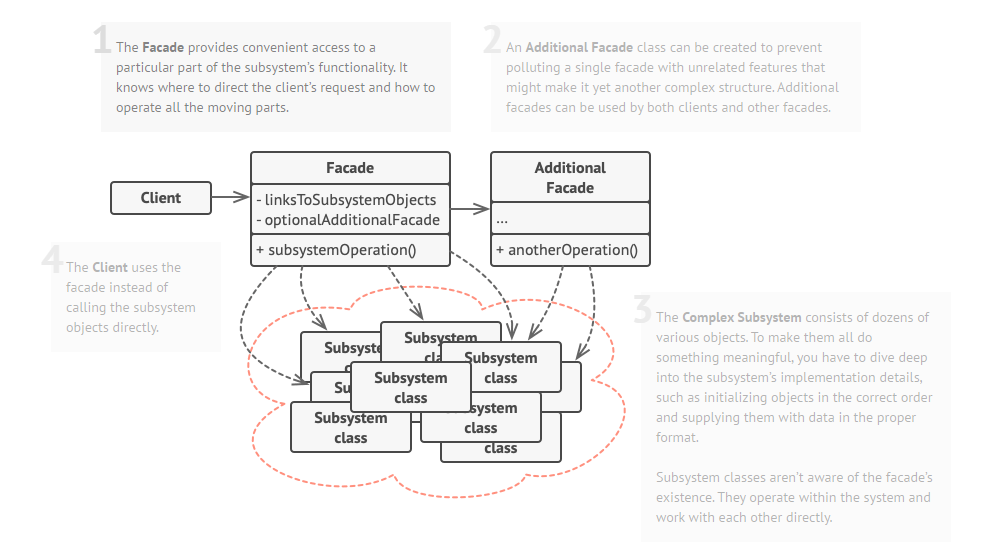 1
The Facade provides convenient access to a
particular part of the subsystem's functionality. It
knows where to direct the client's request and how to
operate all the moving parts.
2
An Additional Facade class can be created to prevent
polluting a single facade with unrelated features that
might make it yet another complex structure. Additional
facades can be used by both clients and other facades.
Client
Facade
- linksToSubsystemObjects
- optionalAdditionalFacade
+ subsystemOperation()
Additional
Facade
...
+ anotherOperation()
4
The Client uses the
facade instead of
calling the subsystem
objects directly.
3
The Complex Subsystem consists of dozens of
various objects. To make them all do
something meaningful, you have to dive deep
into the subsystem's implementation details,
such as initializing objects in the correct order
and supplying them with data in the proper
format.
Subsystem classes aren't aware of the facade's
existence. They operate within the system and
work with each other directly.
Subsystem
Subsystem
class
Subsystem
class
Subsystem
class
class